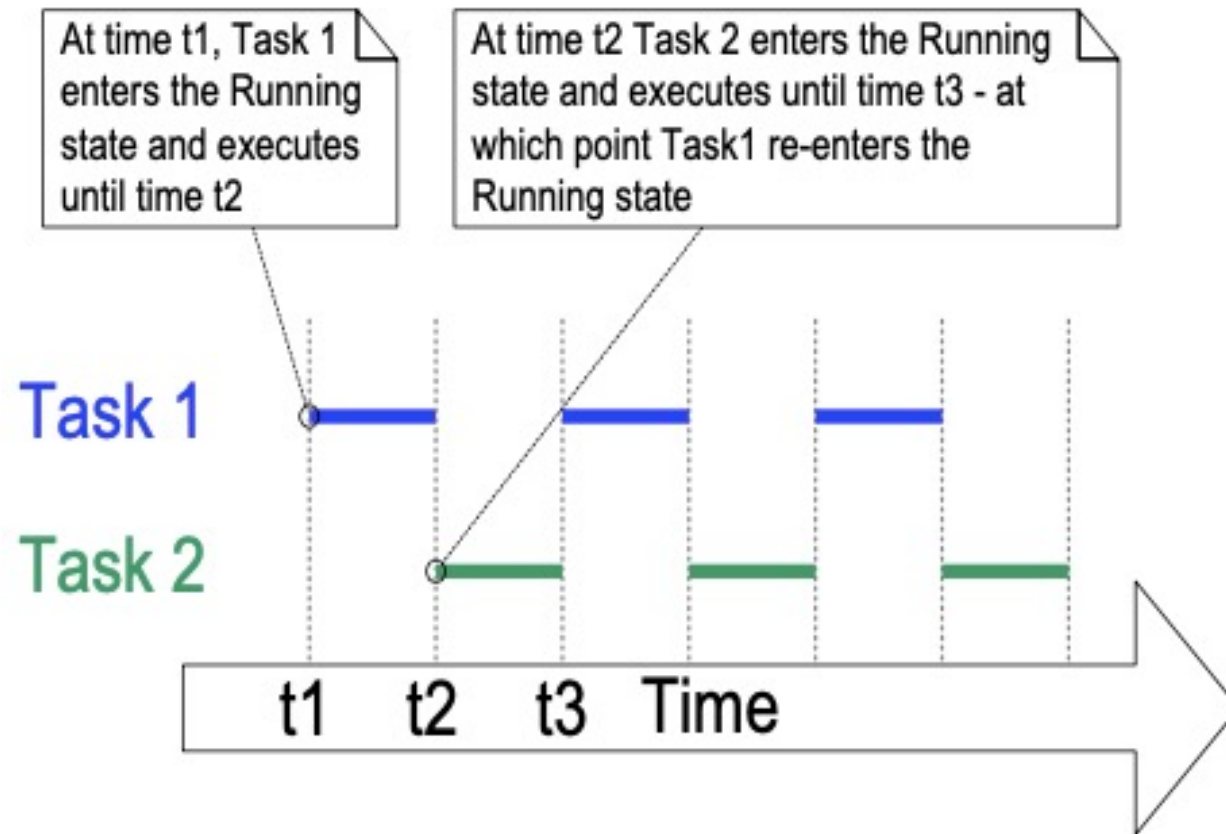 At time t1, Task 1
enters the Running
state and executes
until time t2
At time t2 Task 2 enters the Running
state and executes until time t3 - at
which point Task1 re-enters the
Running state
Task 1
Task 2
t1 t2 t3 Time